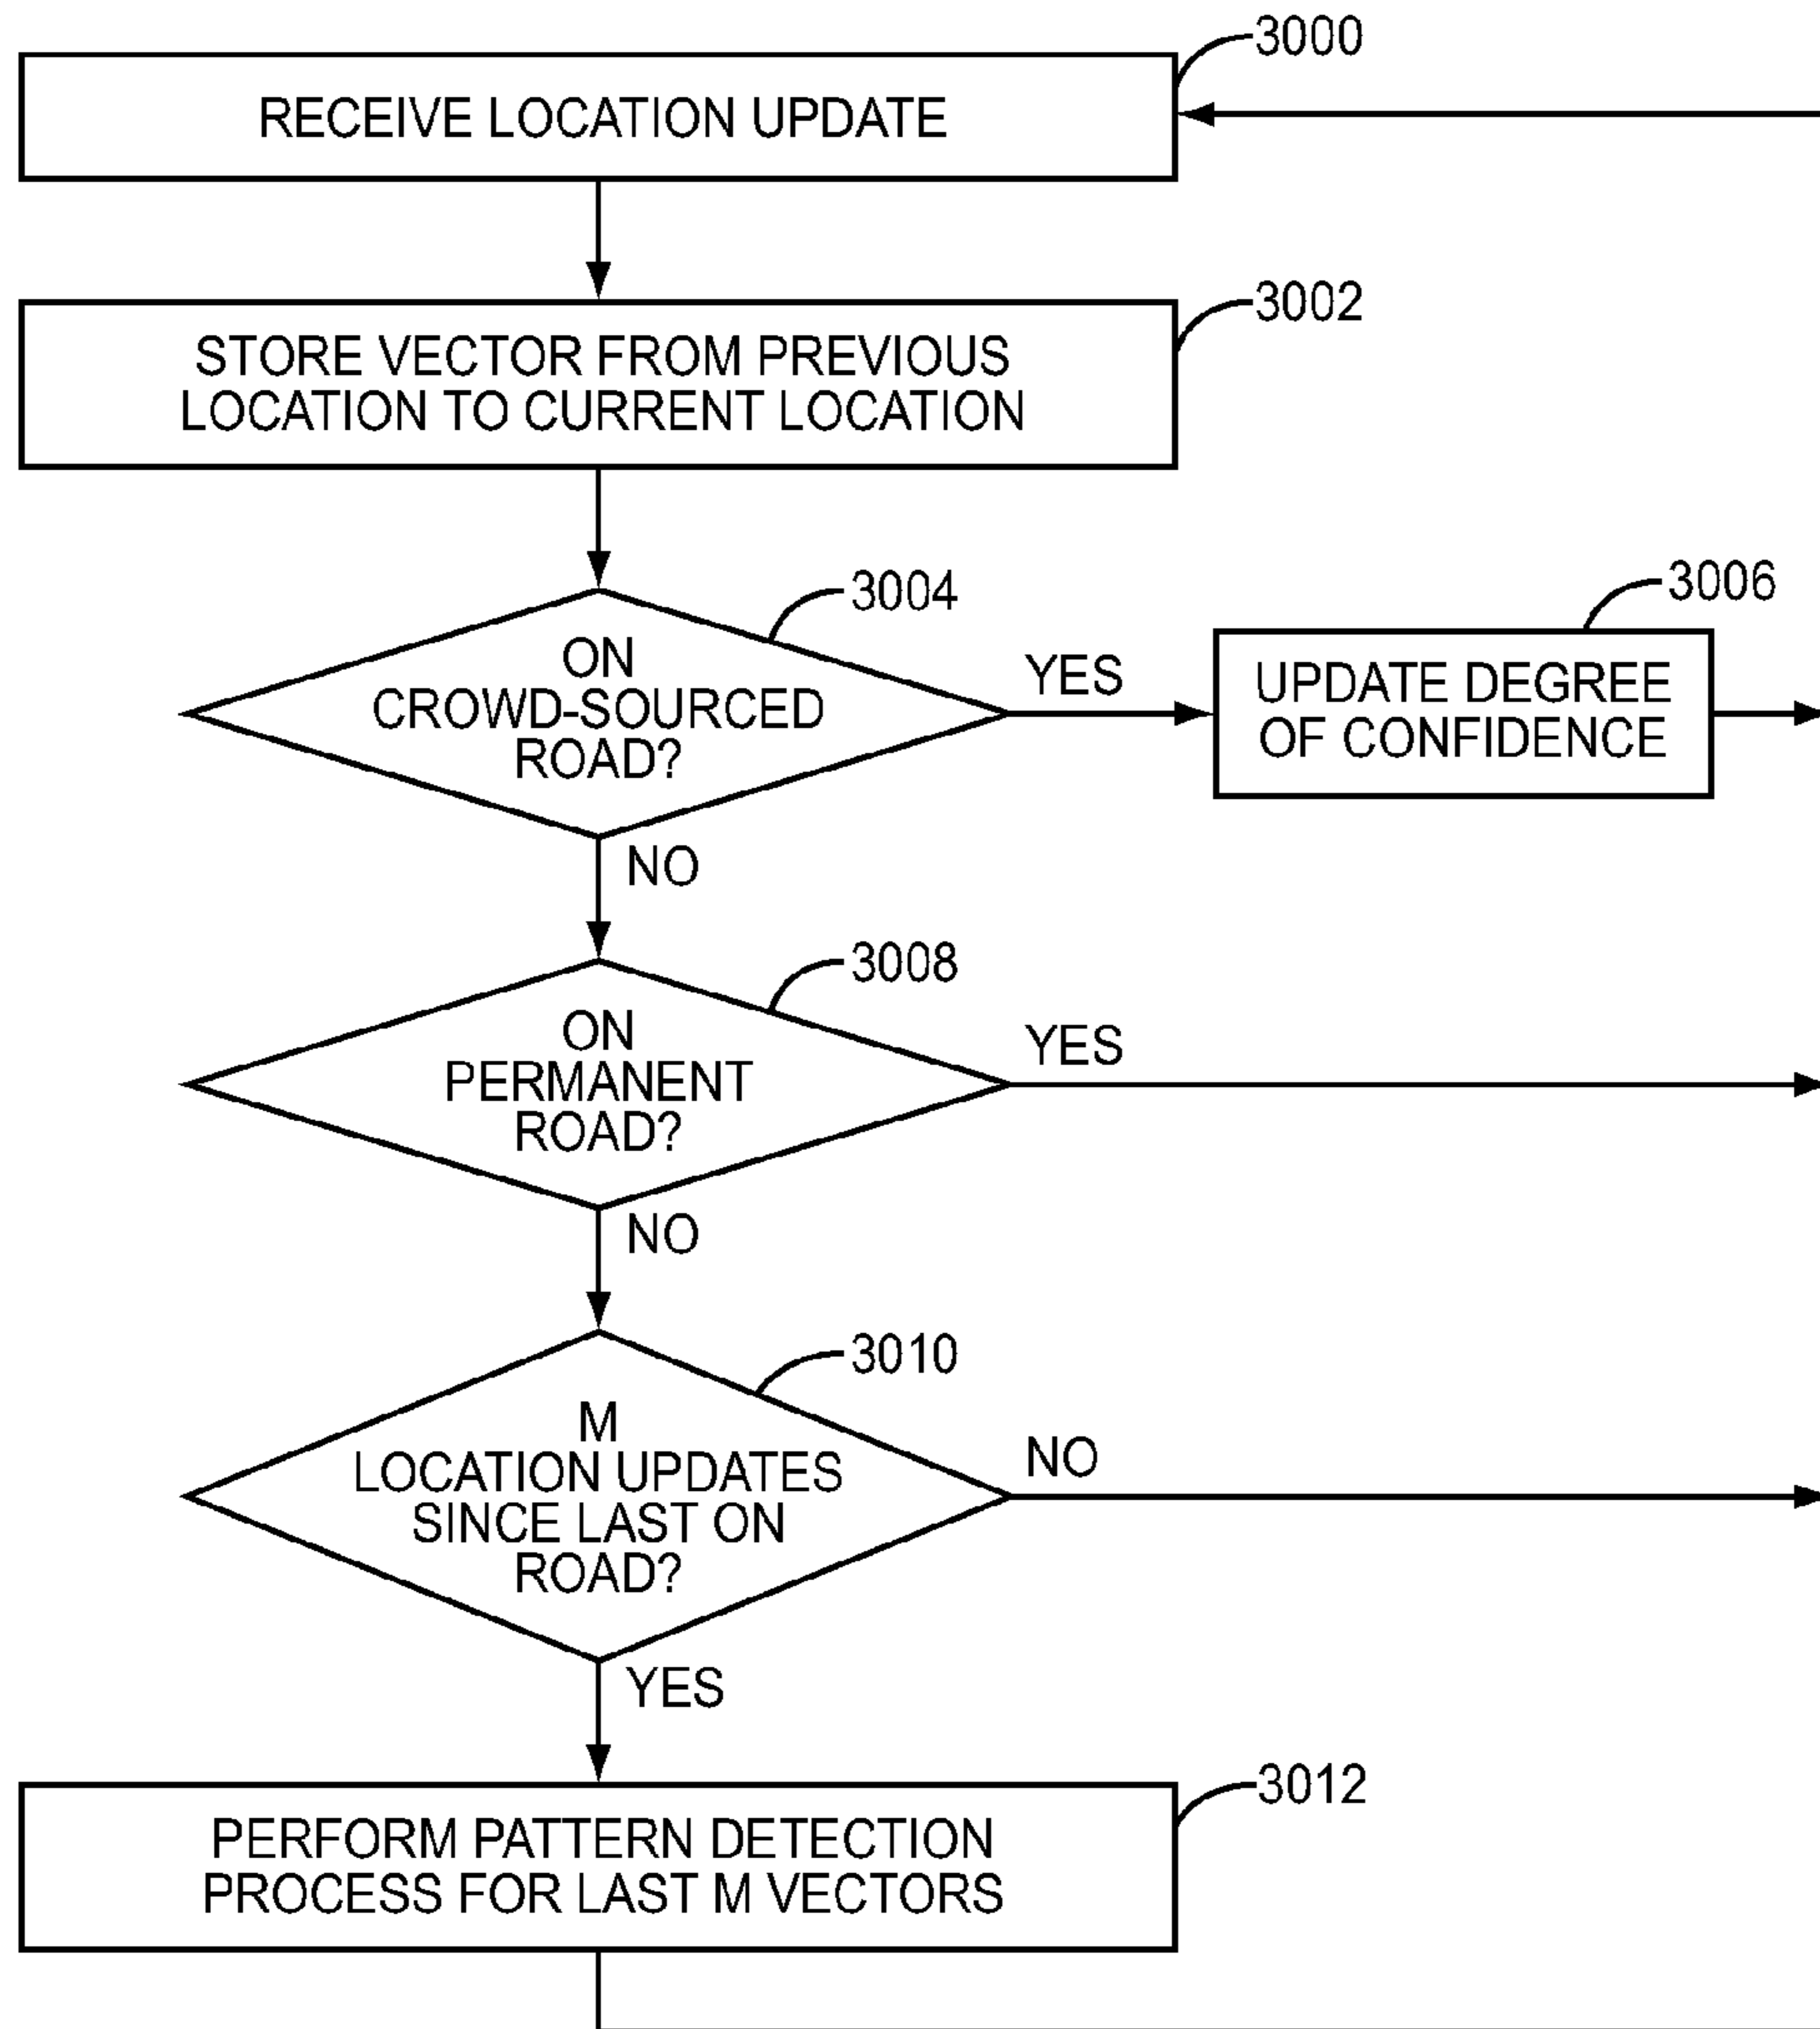 3000
RECEIVE LOCATION UPDATE
3002
STORE VECTOR FROM PREVIOUS
LOCATION TO CURRENT LOCATION
3004
ON
CROWD-SOURCED
ROAD?
YES
3006
UPDATE DEGREE
OF CONFIDENCE
NO
3008
ON
PERMANENT
ROAD?
YES
NO
3010
M
LOCATION UPDATES
SINCE LAST ON
ROAD?
NO
YES
3012
PERFORM PATTERN DETECTION
PROCESS FOR LAST M VECTORS